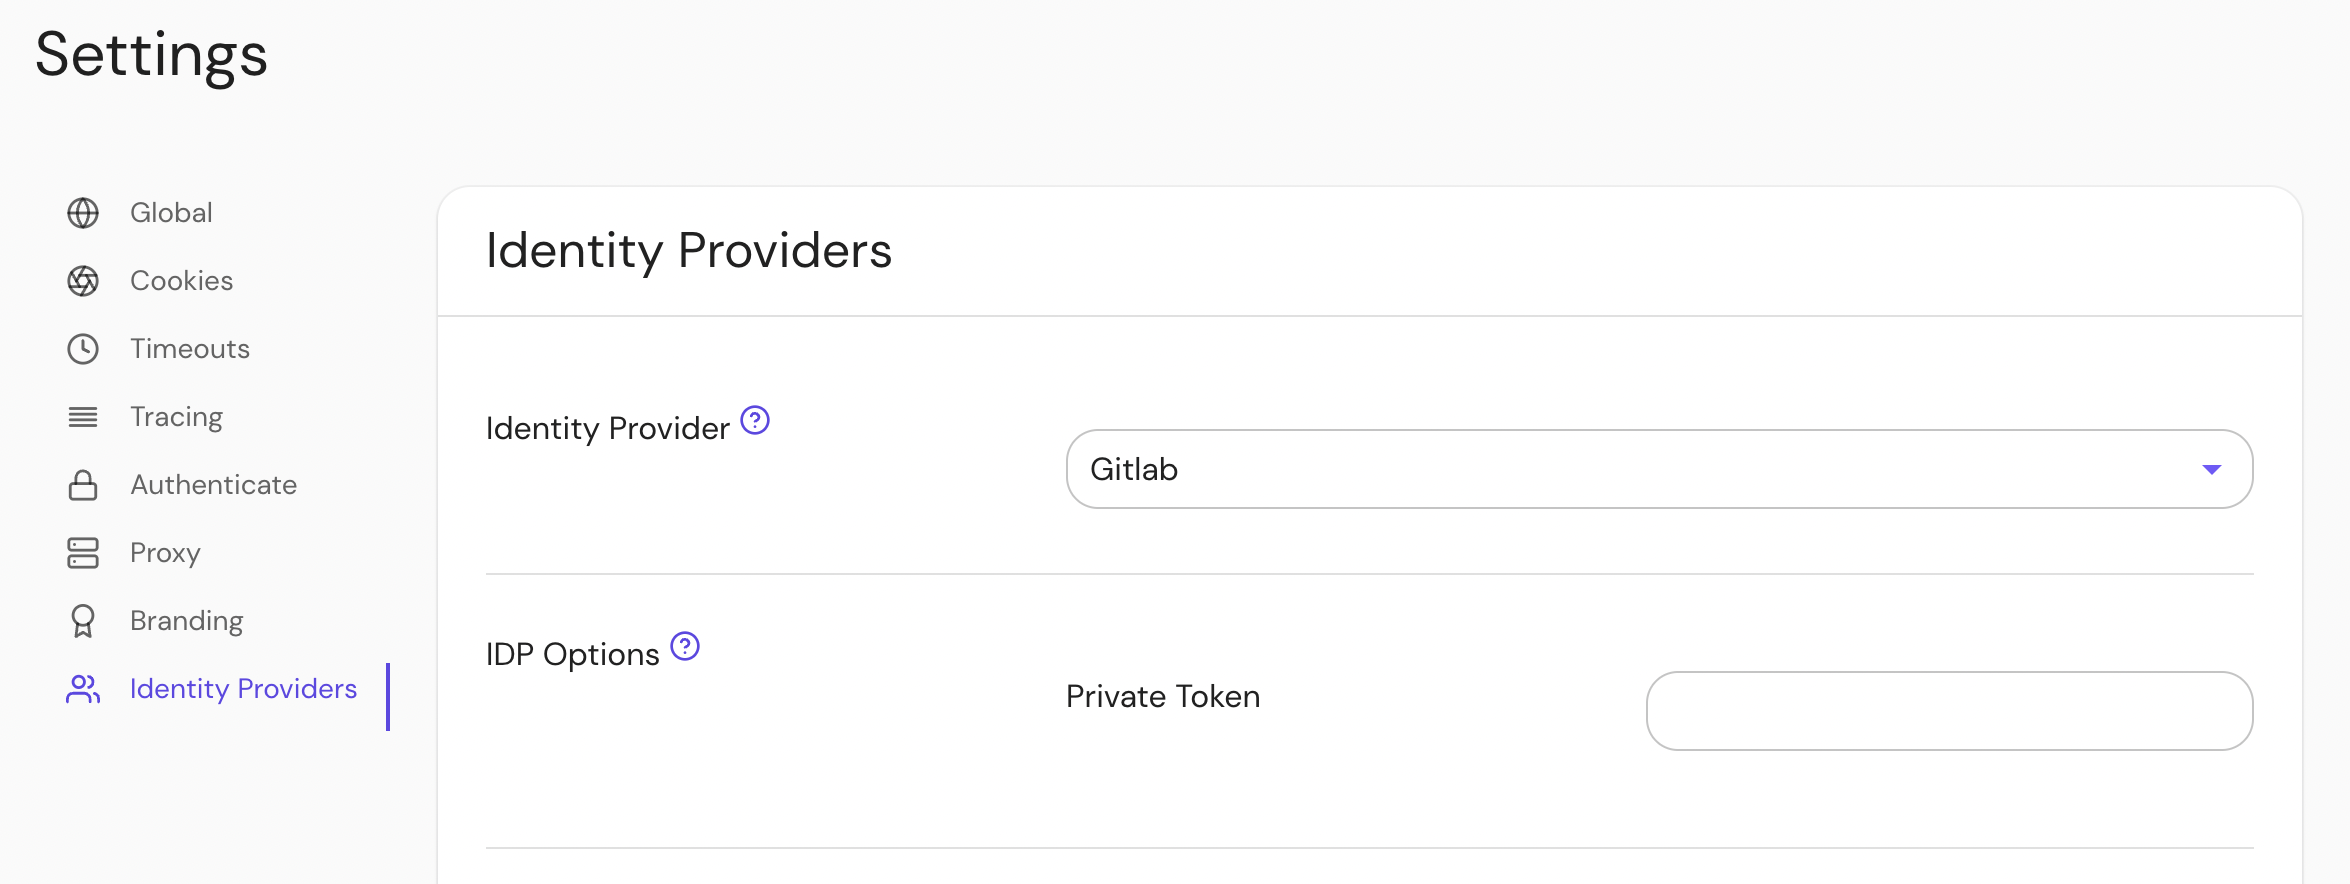 Settings
Global
Cookies
Timeouts
Tracing
Authenticate
Proxy
Branding
Identity Providers
Identity Providers
Identity Provider ?
Gitlab
IDP Options ?
Private Token